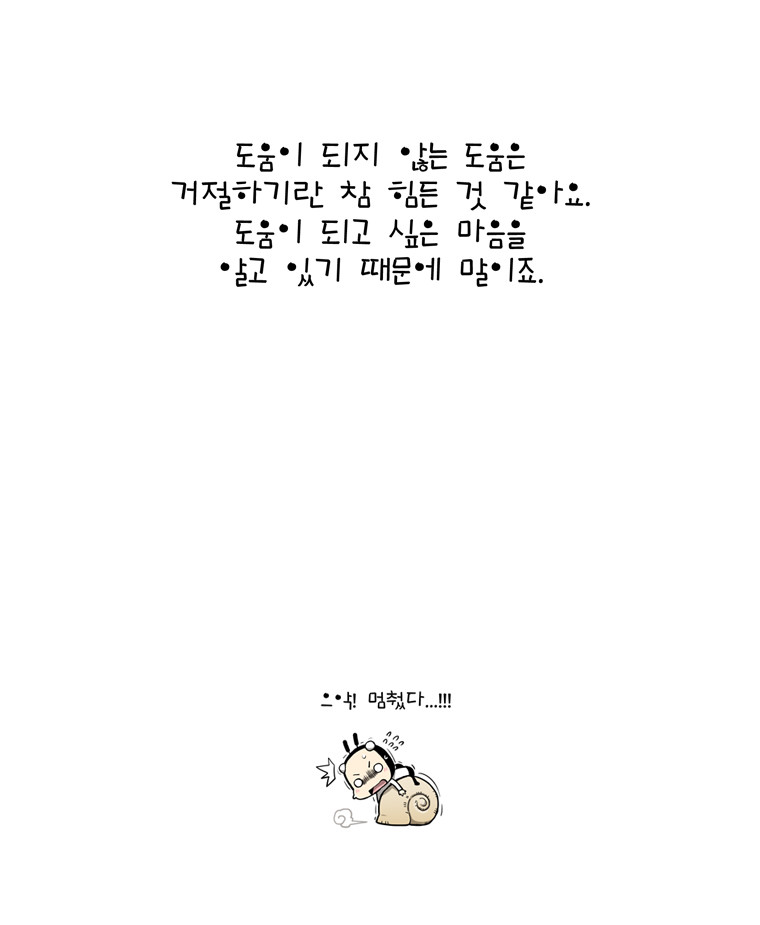 도움이 되지 않는 도움은
거절하기란 참 힘든 것 같아요.
도움이 되고 싶은 마음을
알고 있기 때문에 말이죠.
으악! 멈췄다...!!!